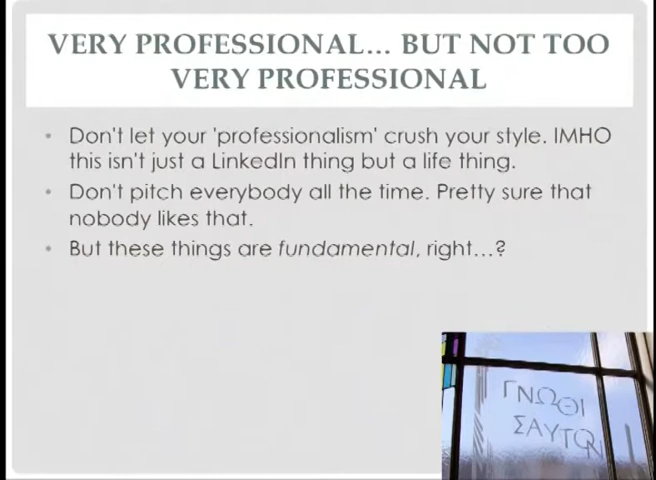 VERY PROFESSIONAL... BUT NOT TOO
VERY PROFESSIONAL
• Don't let your 'professionalism' crush your style. IMHO
this isn't just a LinkedIn thing but a life thing.
• Don't pitch everybody all the time. Pretty sure that
nobody likes that.
• But these things are fundamental, right...?
ΓΝΩΘΙ
ΣΑΥΤΟΝ